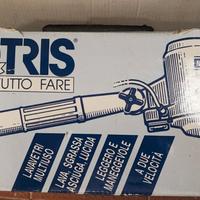 TRIS®
TUTTO FARE
LAVAVETRI
MULTIUSO
LAVA, SGRASSA
ASCIUGA, LUCIDA
LEGGERO E
MANEGGEVOLE
A DUE
VELOCITÀ